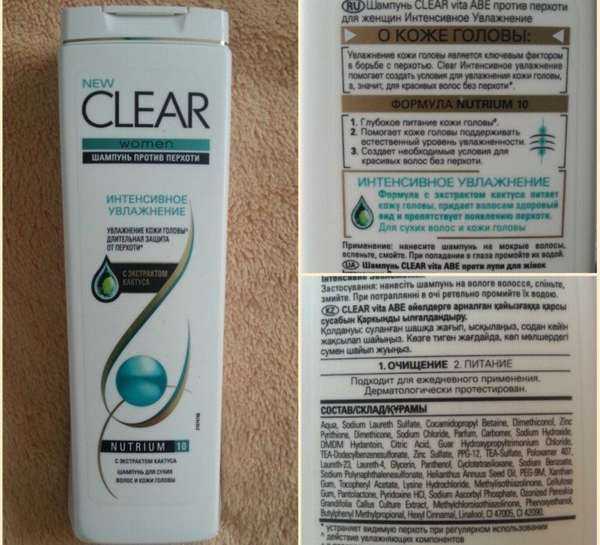 NEW
CLEAR
women
ШАМПУНЬ ПРОТИВ ПЕРХОТИ
ИНТЕНСИВНОЕ
УВЛАЖНЕНИЕ
УВЛАЖНЕНИЕ КОЖИ ГОЛОВЫ*
ДЛИТЕЛЬНАЯ ЗАЩИТА
ОТ ПЕРХОТИ*
С ЭКСТРАКТОМ
КАКТУСА
NUTRIUM 10
С ЭКСТРАКТОМ КАКТУСА
ШАМПУНЬ ДЛЯ СУХИХ
ВОЛОС И КОЖИ ГОЛОВЫ
RU Шампунь CLEAR vita ABE против перхоти
для женщин Интенсивное Увлажнение
О КОЖЕ ГОЛОВЫ:
Увлажнение кожи головы является ключевым фактором
в борьбе с перхотью. Clear Интенсивное увлажнение
помогает создать условия для увлажнения кожи головы,
а, значит, для красивых волос без перхоти*.
ФОРМУЛА NUTRIUM 10
1. Глубокое питание кожи головы*.
2. Помогает коже головы поддерживать
естественный уровень увлажненности.
3. Создает необходимые условия для
красивых волос без перхоти.
ИНТЕНСИВНОЕ УВЛАЖНЕНИЕ
Формула с экстрактом кактуса питает
кожу головы, придает волосам здоровый
вид и препятствует появлению перхоти.
Для сухих волос и кожи головы
Применение: нанесите шампунь на мокрые волосы,
вспеньте, смойте. При попадании в глаза промойте их водой.
UA Шампунь CLEAR vita ABE проти лупи для жінок
Застосування: нанесіть шампунь на вологе волосся, спіньте,
змийте. При потраплянні в очі ретельно промийте їх водою.
KZ CLEAR vita ABE әйелдерге арналған қайызғаққа қарсы
сусабын Қарқынды ылғалдандыру.
Қолдануы: суланған шашқа жағып, ысқылаңыз, содан кейін
жақсылап шайыңыз. Көзге тиген жағдайда, көп мөлшердегі
сумен шайып жуыңыз.
1. ОЧИЩЕНИЕ 2. ПИТАНИЕ
Подходит для ежедневного применения.
Дерматологически протестирован.
СОСТАВ/СКЛАД/ҚҰРАМЫ
Aqua, Sodium Laureth Sulfate, Cocamidopropyl Betaine, Dimethiconol, Zinc
Pyrithione, Dimethicone, Sodium Chloride, Parfum, Carbomer, Sodium Hydroxide,
DMDM Hydantoin, Citric Acid, Guar Hydroxypropyltrimonium Chloride,
TEA-Dodecylbenzenesulfonate, Zinc Sulfate, PPG-12, TEA-Sulfate, Poloxamer 407,
Laureth-23, Laureth-4, Glycerin, Panthenol, Cyclotetrasiloxane, Sodium Benzoate,
Sodium Polynaphthalenesulfonate, Helianthus Annuus Seed Oil, PEG-9M, Xanthan
Gum, Tocopheryl Acetate, Lysine Hydrochloride, Methylisothiazolinone, Cellulose
Gum, Pantolactone, Pyridoxine HCl, Sodium Ascorbyl Phosphate, Ozonized Pereskia
Grandifolia Callus Culture Extract, Methylchloroisothiazolinone, Phenoxyethanol,
Butylphenyl Methylpropional, Hexyl Cinnamal, Linalool, CI 47005, CI 42090.
* устраняет видимую перхоть при регулярном использовании
* действие увлажняющих компонентов